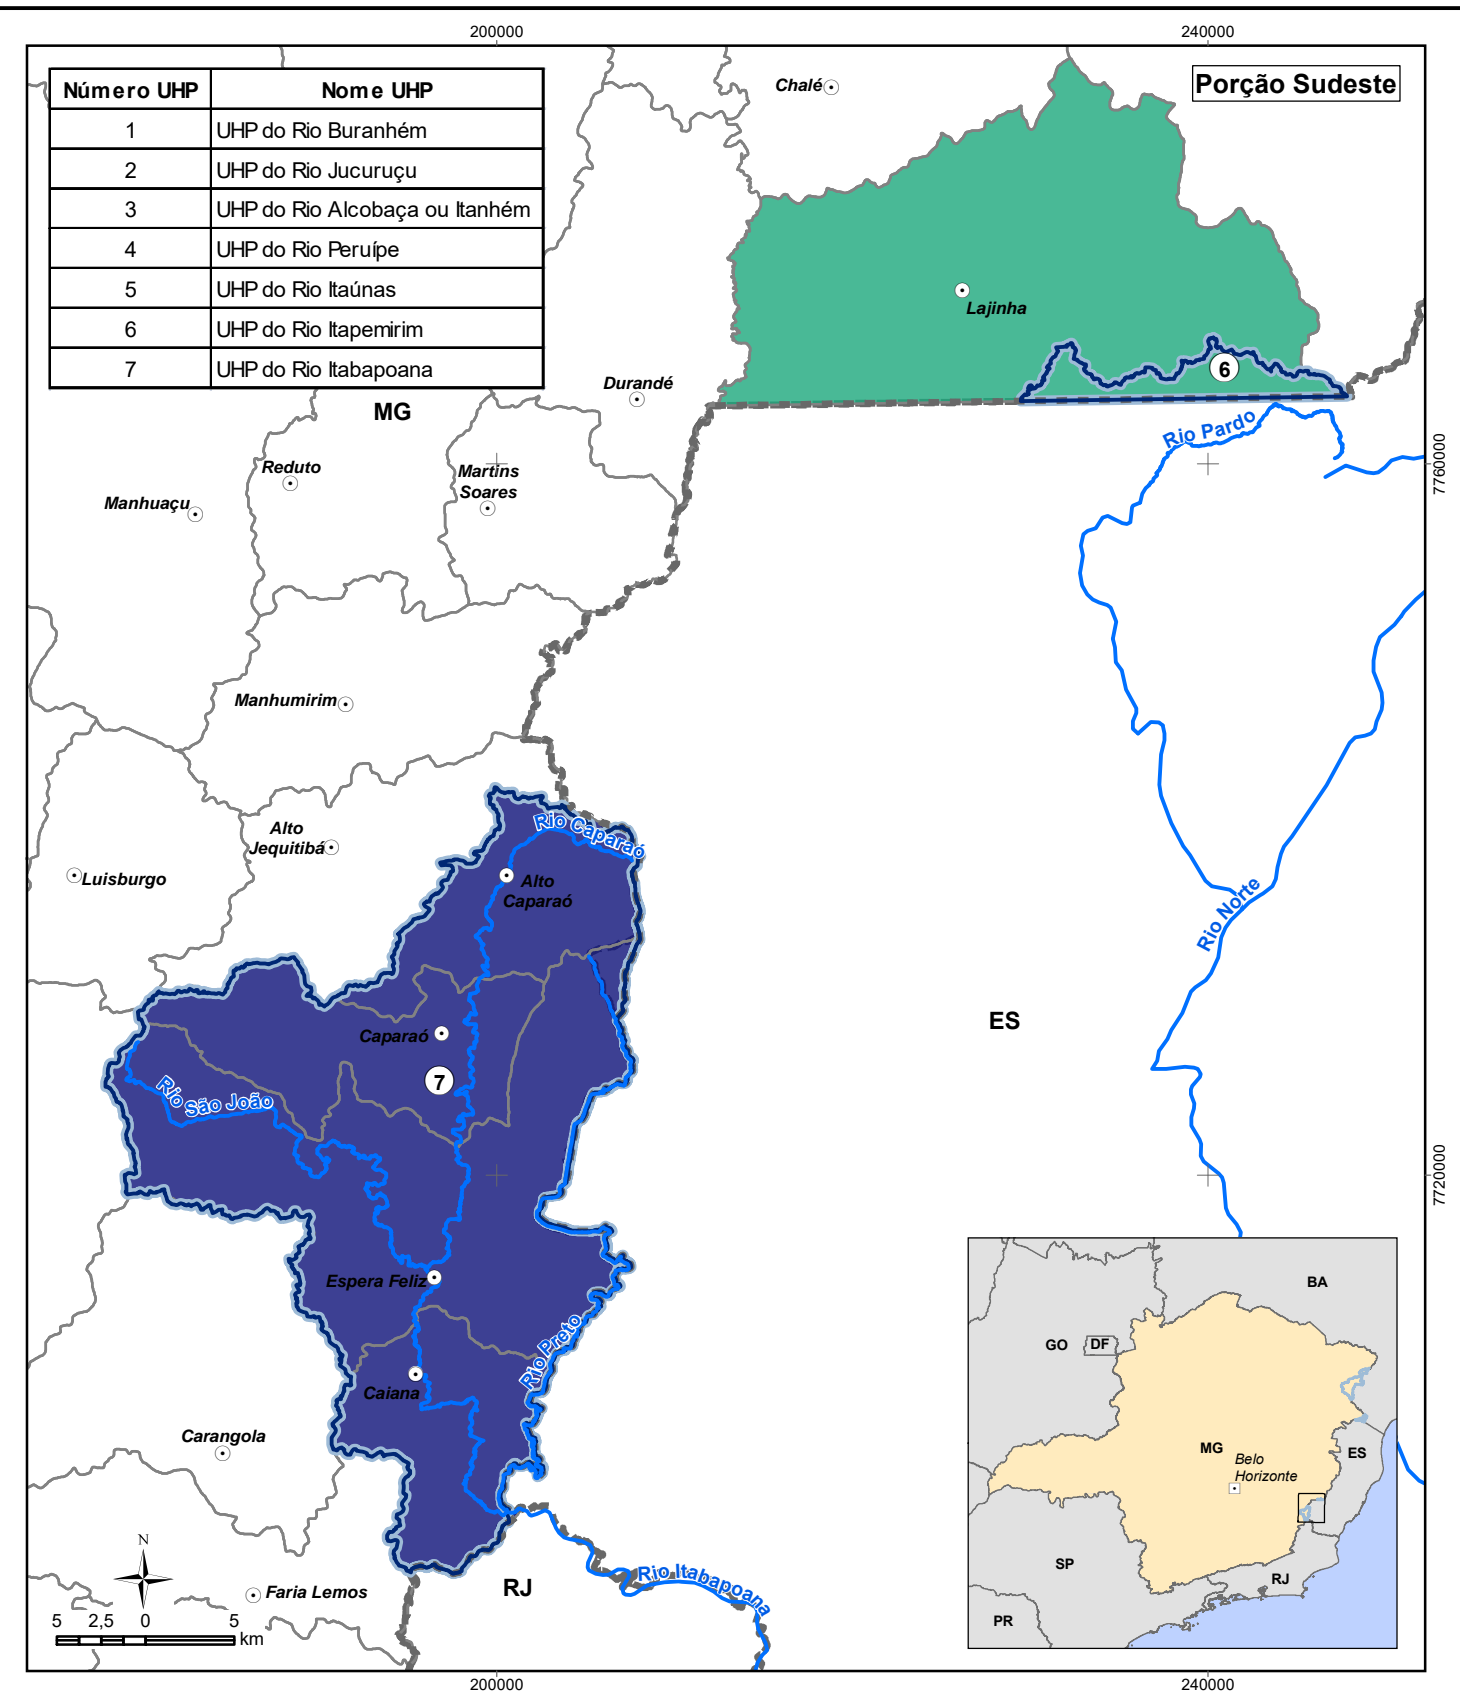 200000
240000
Número UHP
Nome UHP
1
UHP do Rio Buranhém
2
UHP do Rio Jucuruçu
3
UHP do Rio Alcobaça ou Itanhém
4
UHP do Rio Peruípe
5
UHP do Rio Itaúnas
6
UHP do Rio Itapemirim
7
UHP do Rio Itabapoana
Porção Sudeste
Chalé
Lajinha
6
Durandé
MG
Rio Pardo
Reduto
Martins
Soares
Manhuaçu
7760000
Manhumirim
Alto
Jequitibá
Rio Caparaó
Luisburgo
Alto
Caparaó
Rio Norte
ES
Caparaó
7
Rio São João
7720000
Espera Feliz
Rio Preto
Caiana
Carangola
BA
GO
DF
MG
Belo
Horizonte
ES
SP
RJ
PR
N
Faria Lemos
RJ
Rio Itabapoana
5
2,5
0
5
km
200000
240000